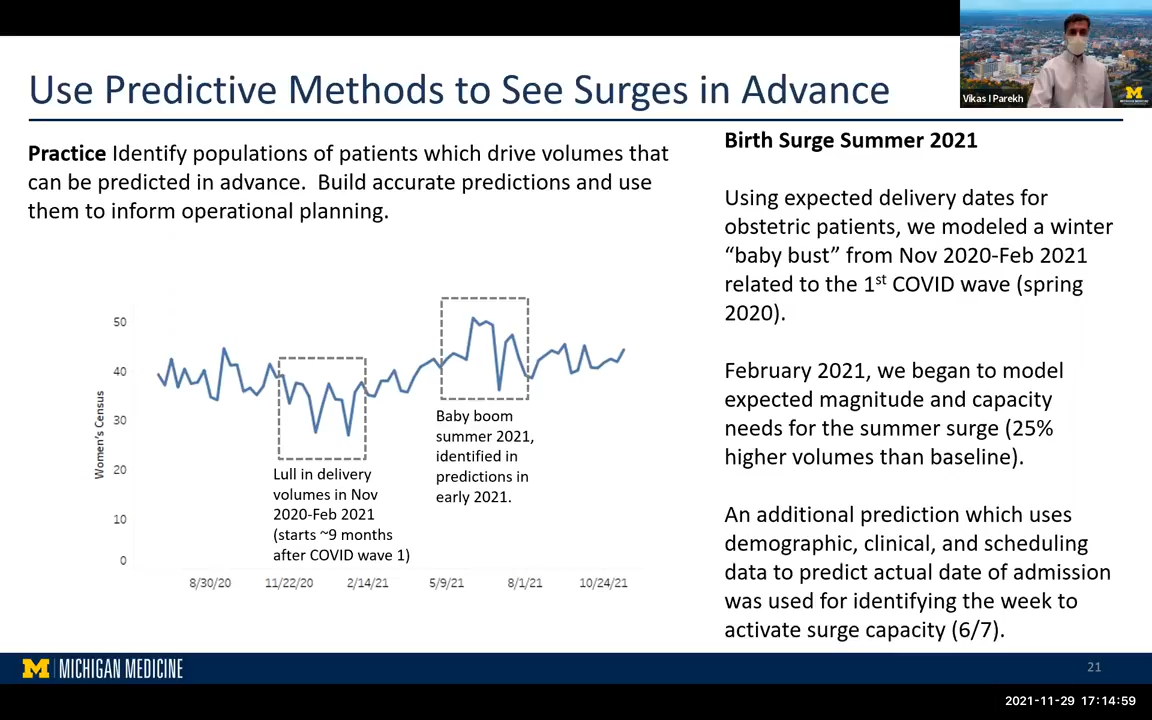 Use Predictive Methods to See Surges in Advance
Vikas I Parekh
Practice Identify populations of patients which drive volumes that
can be predicted in advance.  Build accurate predictions and use
them to inform operational planning.
50
40
30
20
10
0
Women's Census
8/30/20
11/22/20
2/14/21
5/9/21
8/1/21
10/24/21
Lull in delivery
volumes in Nov
2020-Feb 2021
(starts ~9 months
after COVID wave 1)
Baby boom
summer 2021,
identified in
predictions in
early 2021.
Birth Surge Summer 2021
Using expected delivery dates for
obstetric patients, we modeled a winter
“baby bust” from Nov 2020-Feb 2021
related to the 1st COVID wave (spring
2020).
February 2021, we began to model
expected magnitude and capacity
needs for the summer surge (25%
higher volumes than baseline).
An additional prediction which uses
demographic, clinical, and scheduling
data to predict actual date of admission
was used for identifying the week to
activate surge capacity (6/7).
M MICHIGAN MEDICINE
21
2021-11-29 17:14:59